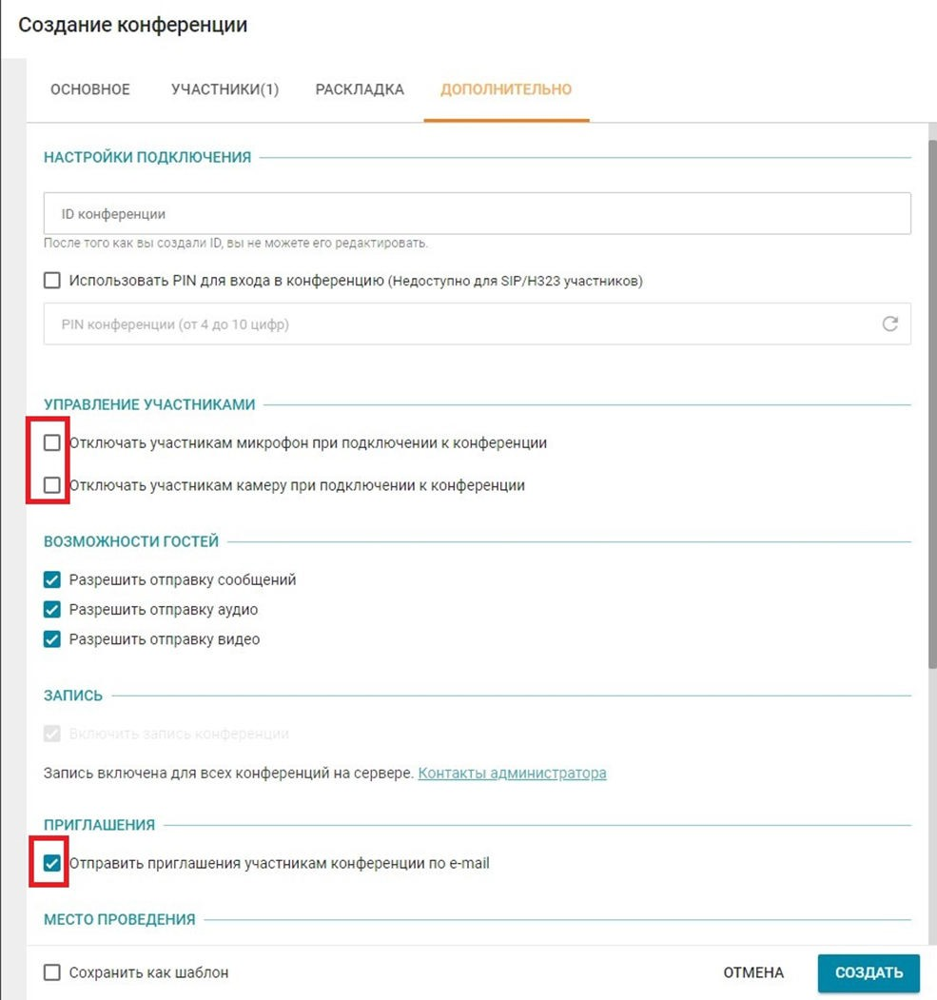 Создание конференции
ОСНОВНОЕ УЧАСТНИКИ(1) РАСКЛАДКА ДОПОЛНИТЕЛЬНО
НАСТРОЙКИ ПОДКЛЮЧЕНИЯ
ID конференции
После того как вы создали ID, вы не можете его редактировать.
Использовать PIN для входа в конференцию (Недоступно для SIP/H323 участников)
PIN конференции (от 4 до 10 цифр)
УПРАВЛЕНИЕ УЧАСТНИКАМИ
Отключать участникам микрофон при подключении к конференции
Отключать участникам камеру при подключении к конференции
ВОЗМОЖНОСТИ ГОСТЕЙ
Разрешить отправку сообщений
Разрешить отправку аудио
Разрешить отправку видео
ЗАПИСЬ
Включить запись конференции
Запись включена для всех конференций на сервере. Контакты администратора
ПРИГЛАШЕНИЯ
Отправить приглашения участникам конференции по e-mail
МЕСТО ПРОВЕДЕНИЯ
Сохранить как шаблон ОТМЕНА СОЗДАТЬ